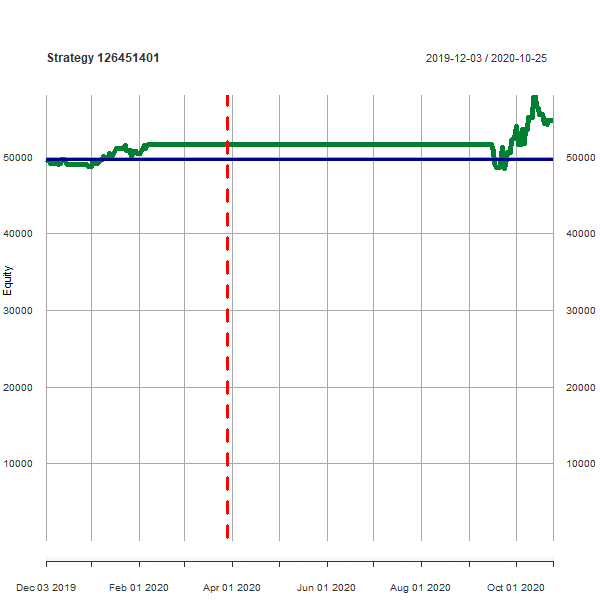 Strategy 126451401
2019-12-03 / 2020-10-25
50000
50000
40000
40000
Equity
30000
30000
20000
20000
10000
10000
Dec 03 2019
Feb 01 2020
Apr 01 2020
Jun 01 2020
Aug 01 2020
Oct 01 2020